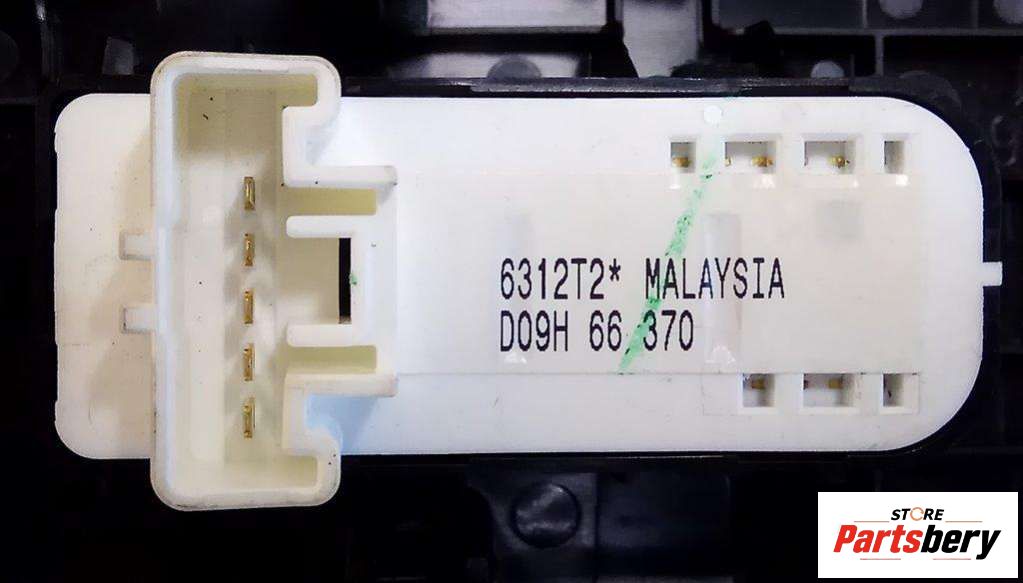 6312T2* MALAYSIA
D09H 66 370
STORE
Partsbery